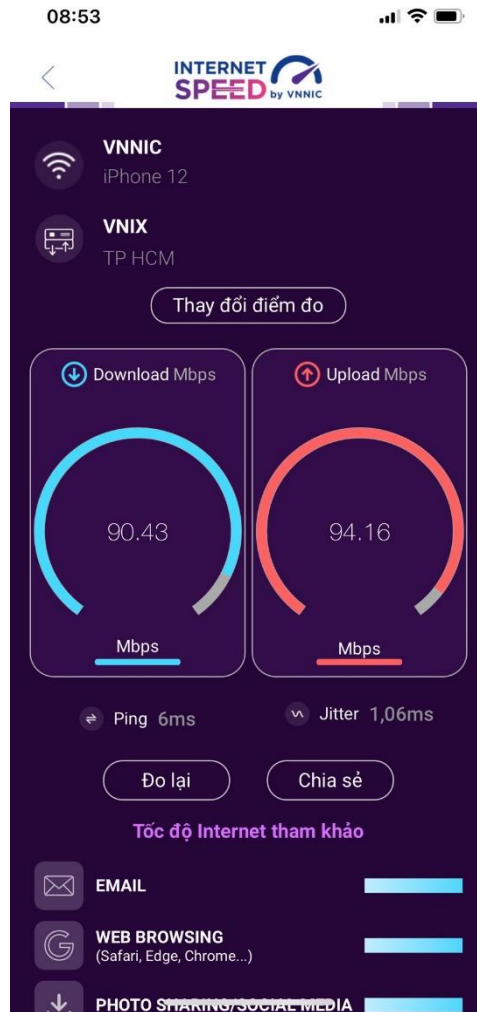 08:53
INTERNET
SPEED by VNNIC
VNNIC
iPhone 12
VNIX
TP HCM
Thay đổi điểm đo
Download Mbps
Upload Mbps
90.43
94.16
Mbps
Mbps
Ping 6ms
Jitter 1,06ms
Đo lại
Chia sẻ
Tốc độ Internet tham khảo
EMAIL
WEB BROWSING
(Safari, Edge, Chrome...)
PHOTO SHARING/SOCIAL MEDIA